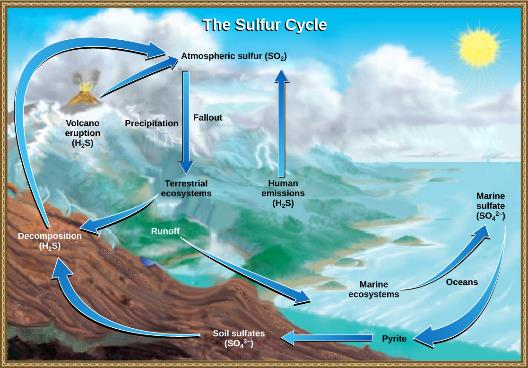 The Sulfur Cycle
Atmospheric sulfur (SO₂)
Volcano
eruption
(H₂S)
Precipitation
Fallout
Terrestrial
ecosystems
Human
emissions
(H₂S)
Marine
sulfate
(SO₄²⁻)
Decomposition
(H₂S)
Runoff
Marine
ecosystems
Oceans
Soil sulfates
(SO₄²⁻)
Pyrite